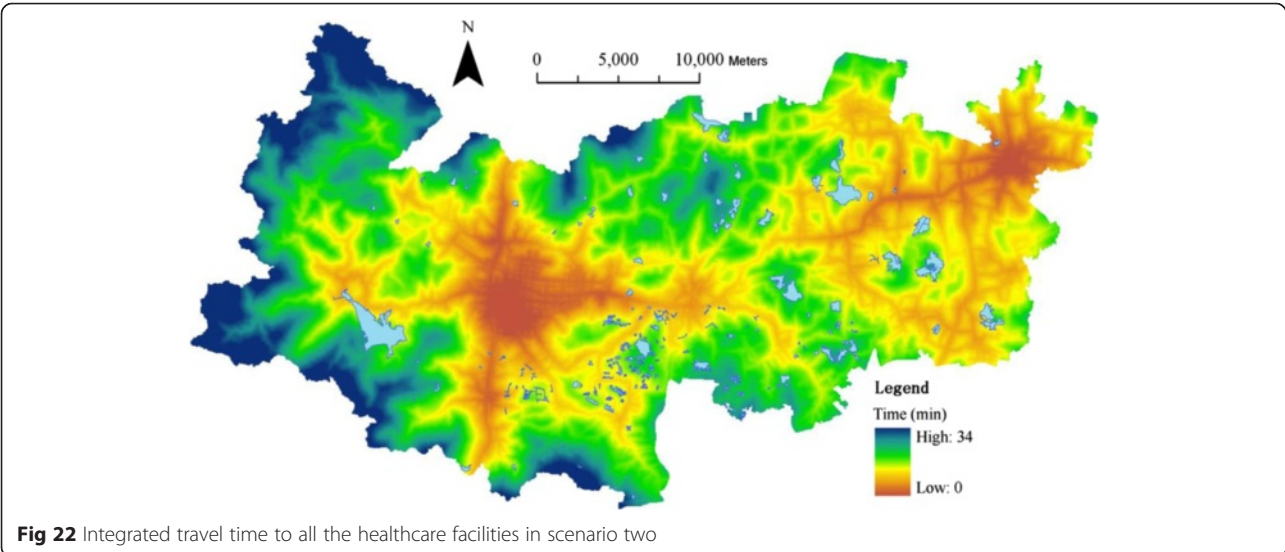 N
0 5,000 10,000 Meters
Legend
Time (min)
High: 34
Low: 0
Fig 22 Integrated travel time to all the healthcare facilities in scenario two